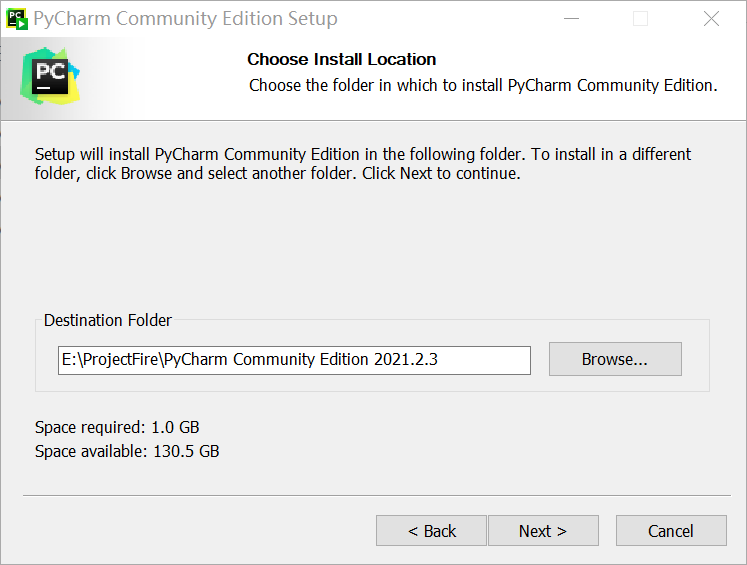 PyCharm Community Edition Setup
PC
Choose Install Location
Choose the folder in which to install PyCharm Community Edition.
Setup will install PyCharm Community Edition in the following folder. To install in a different
folder, click Browse and select another folder. Click Next to continue.
Destination Folder
E:\ProjectFire\PyCharm Community Edition 2021.2.3
Browse...
Space required: 1.0 GB
Space available: 130.5 GB
< Back
Next >
Cancel